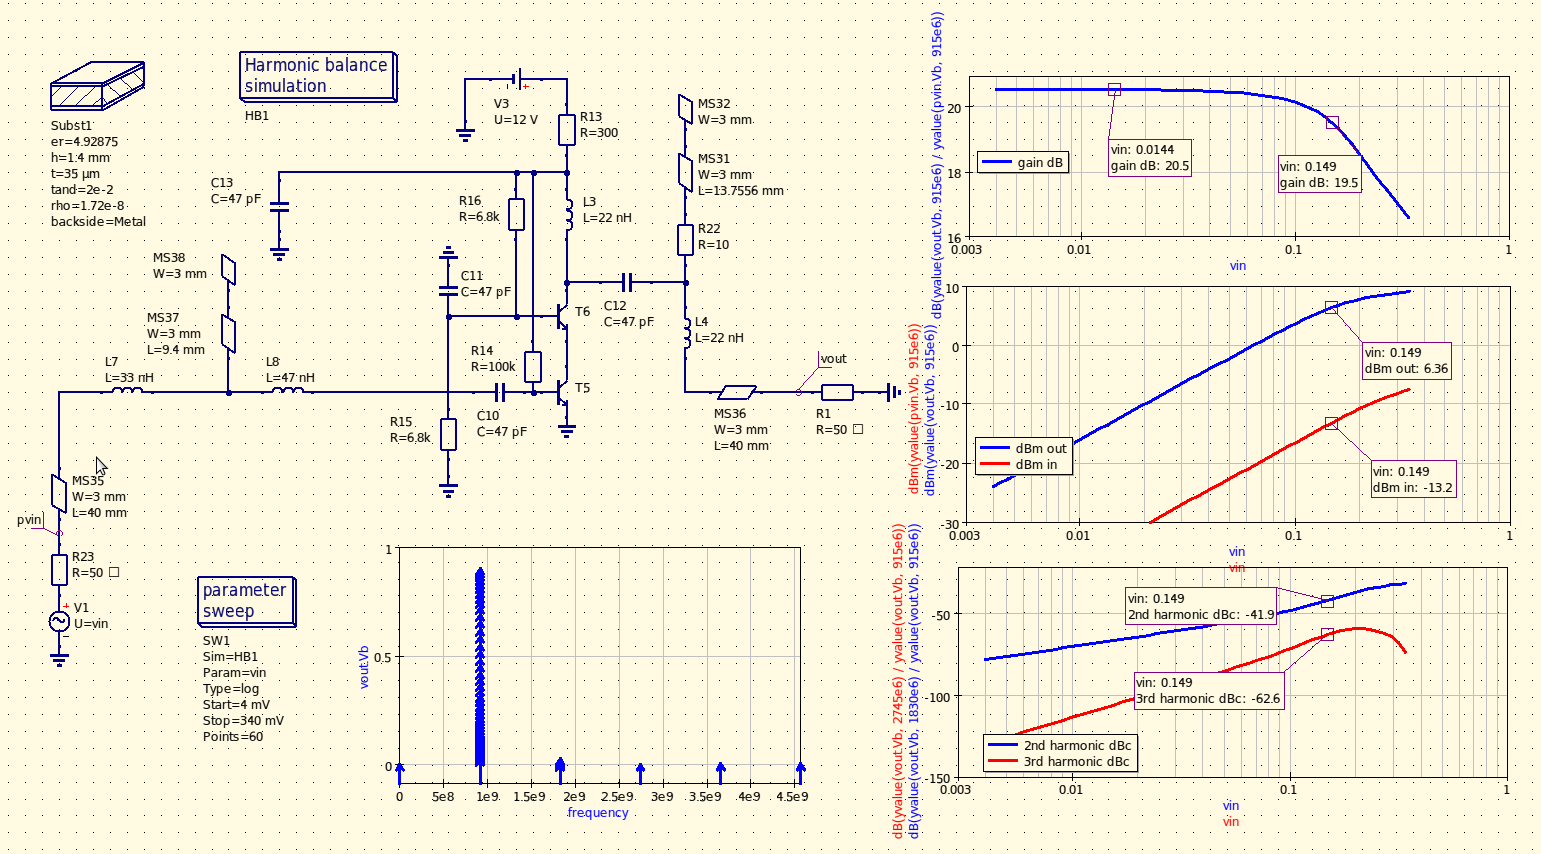 Harmonic balance
simulation
HB1
Subst1
er=4.92875
h=1.4 mm
t=35 µm
tand=2e-2
rho=1.72e-8
backside=Metal
C13
C=47 pF
V3
U=12 V
R13
R=300
MS32
W=3 mm
MS31
W=3 mm
L=13.7556 mm
R16
R=6.8k
L3
L=22 nH
R22
R=10
MS38
W=3 mm
C11
C=47 pF
T6
C12
C=47 pF
MS37
W=3 mm
L=9.4 mm
L4
L=22 nH
L7
L=33 nH
L8
L=47 nH
R14
R=100k
T5
vout
R15
R=6.8k
C10
C=47 pF
MS36
W=3 mm
L=40 mm
R1
R=50 □
MS35
W=3 mm
L=40 mm
pvin
R23
R=50 □
V1
U=vin
parameter
sweep
SW1
Sim=HB1
Param=vin
Type=log
Start=4 mV
Stop=340 mV
Points=60
vout.Vb
1
0.5
0
0
5e8
1e9
1.5e9
2e9
2.5e9
3e9
3.5e9
4e9
4.5e9
frequency
dB(yvalue(vout.Vb, 915e6) / yvalue(pvin.Vb, 915e6))
20
18
16
gain dB
vin: 0.0144
gain dB: 20.5
vin: 0.149
gain dB: 19.5
0.003
0.01
0.1
1
vin
dBm(yvalue(pvin.Vb, 915e6))
dBm(yvalue(vout.Vb, 915e6))
10
0
-10
-20
-30
vin: 0.149
dBm out: 6.36
dBm out
dBm in
vin: 0.149
dBm in: -13.2
0.003
0.01
0.1
1
vin
vin
dB(yvalue(vout.Vb, 2745e6) / yvalue(vout.Vb, 915e6))
dB(yvalue(vout.Vb, 1830e6) / yvalue(vout.Vb, 915e6))
-50
-100
-150
vin: 0.149
2nd harmonic dBc: -41.9
vin: 0.149
3rd harmonic dBc: -62.6
2nd harmonic dBc
3rd harmonic dBc
0.003
0.01
0.1
1
vin
vin